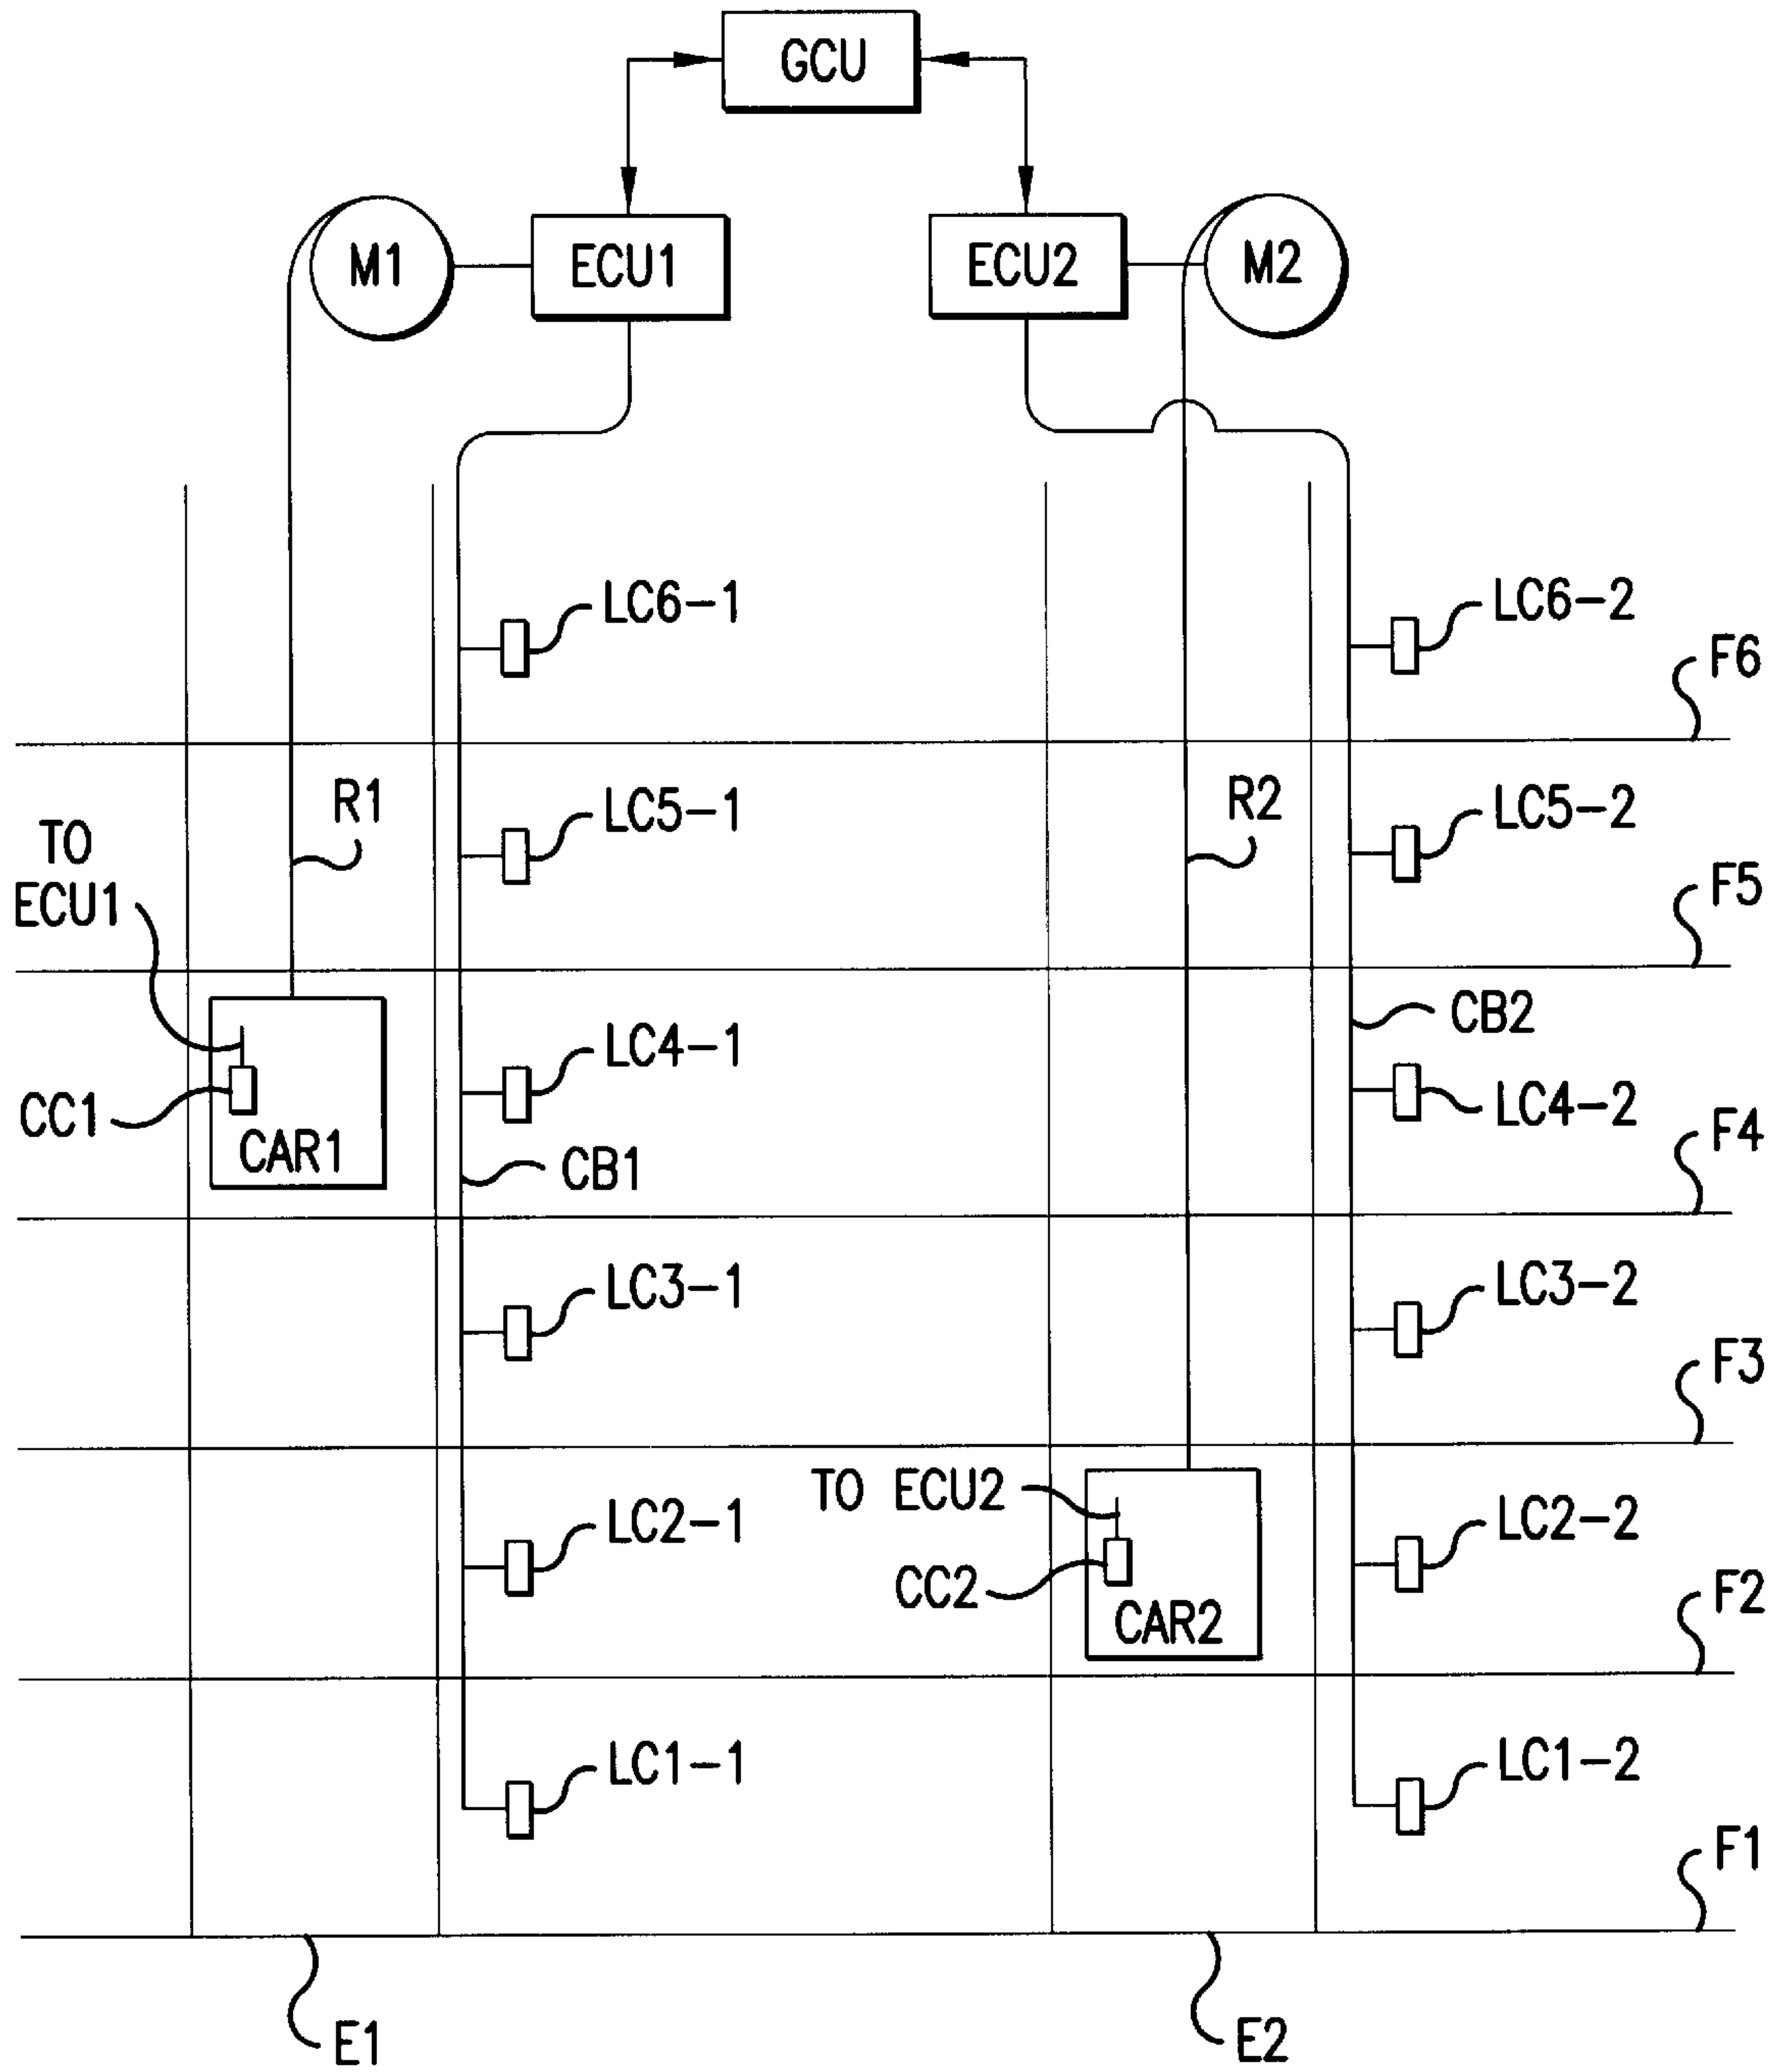 GCU
M1
ECU1
ECU2
M2
LC6-1
LC6-2
F6
R1
LC5-1
R2
LC5-2
TO
ECU1
F5
CB2
LC4-1
LC4-2
CC1
CAR1
CB1
F4
LC3-1
LC3-2
F3
TO ECU2
LC2-1
LC2-2
CC2
CAR2
F2
LC1-1
LC1-2
F1
E1
E2